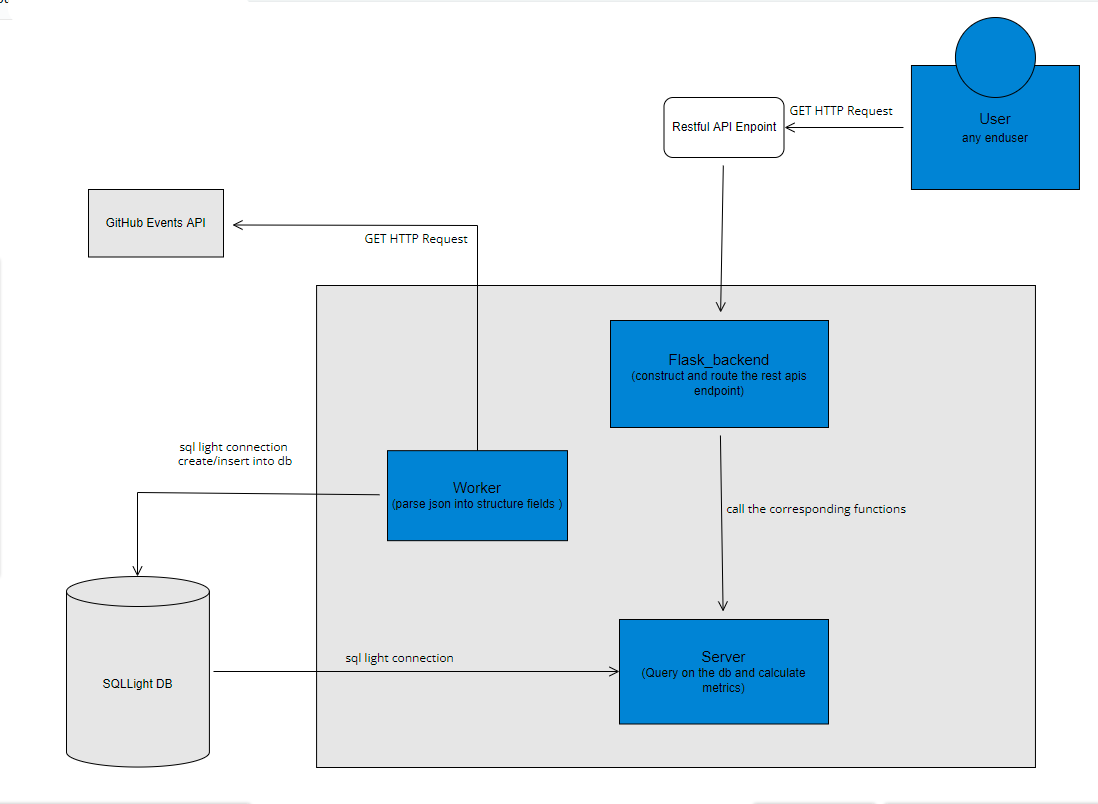 User
any enduser
GET HTTP Request
Restful API Enpoint
GitHub Events API
GET HTTP Request
Flask_backend
(construct and route the rest apis
endpoint)
sql light connection
create/insert into db
Worker
(parse json into structure fields )
call the corresponding functions
SQLLight DB
sql light connection
Server
(Query on the db and calculate
metrics)